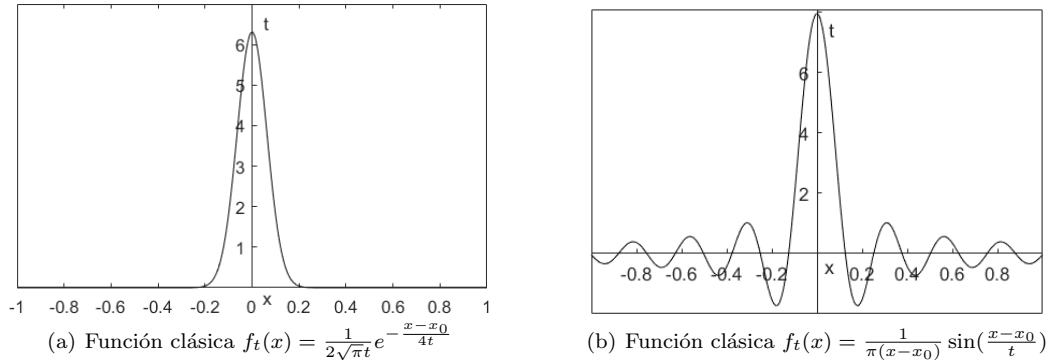 t
6
5
4
3
2
1
-1 -0.8 -0.6 -0.4 -0.2 0 x 0.2 0.4 0.6 0.8 1
(a) Función clásica $f_t(x) = \frac{1}{2\sqrt{\pi}t} e^{-\frac{x-x_0}{4t}}$
t
6
4
2
-0.8 -0.6 -0.4 -0.2 x 0.2 0.4 0.6 0.8
(b) Función clásica $f_t(x) = \frac{1}{\pi(x-x_0)} \sin(\frac{x-x_0}{t})$